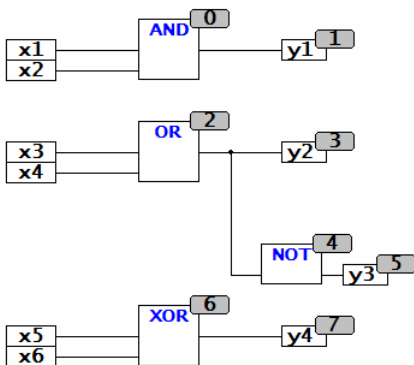 AND 0
x1 y1 1
x2
OR 2
x3 y2 3
x4
NOT 4
y3 5
XOR 6
x5 y4 7
x6